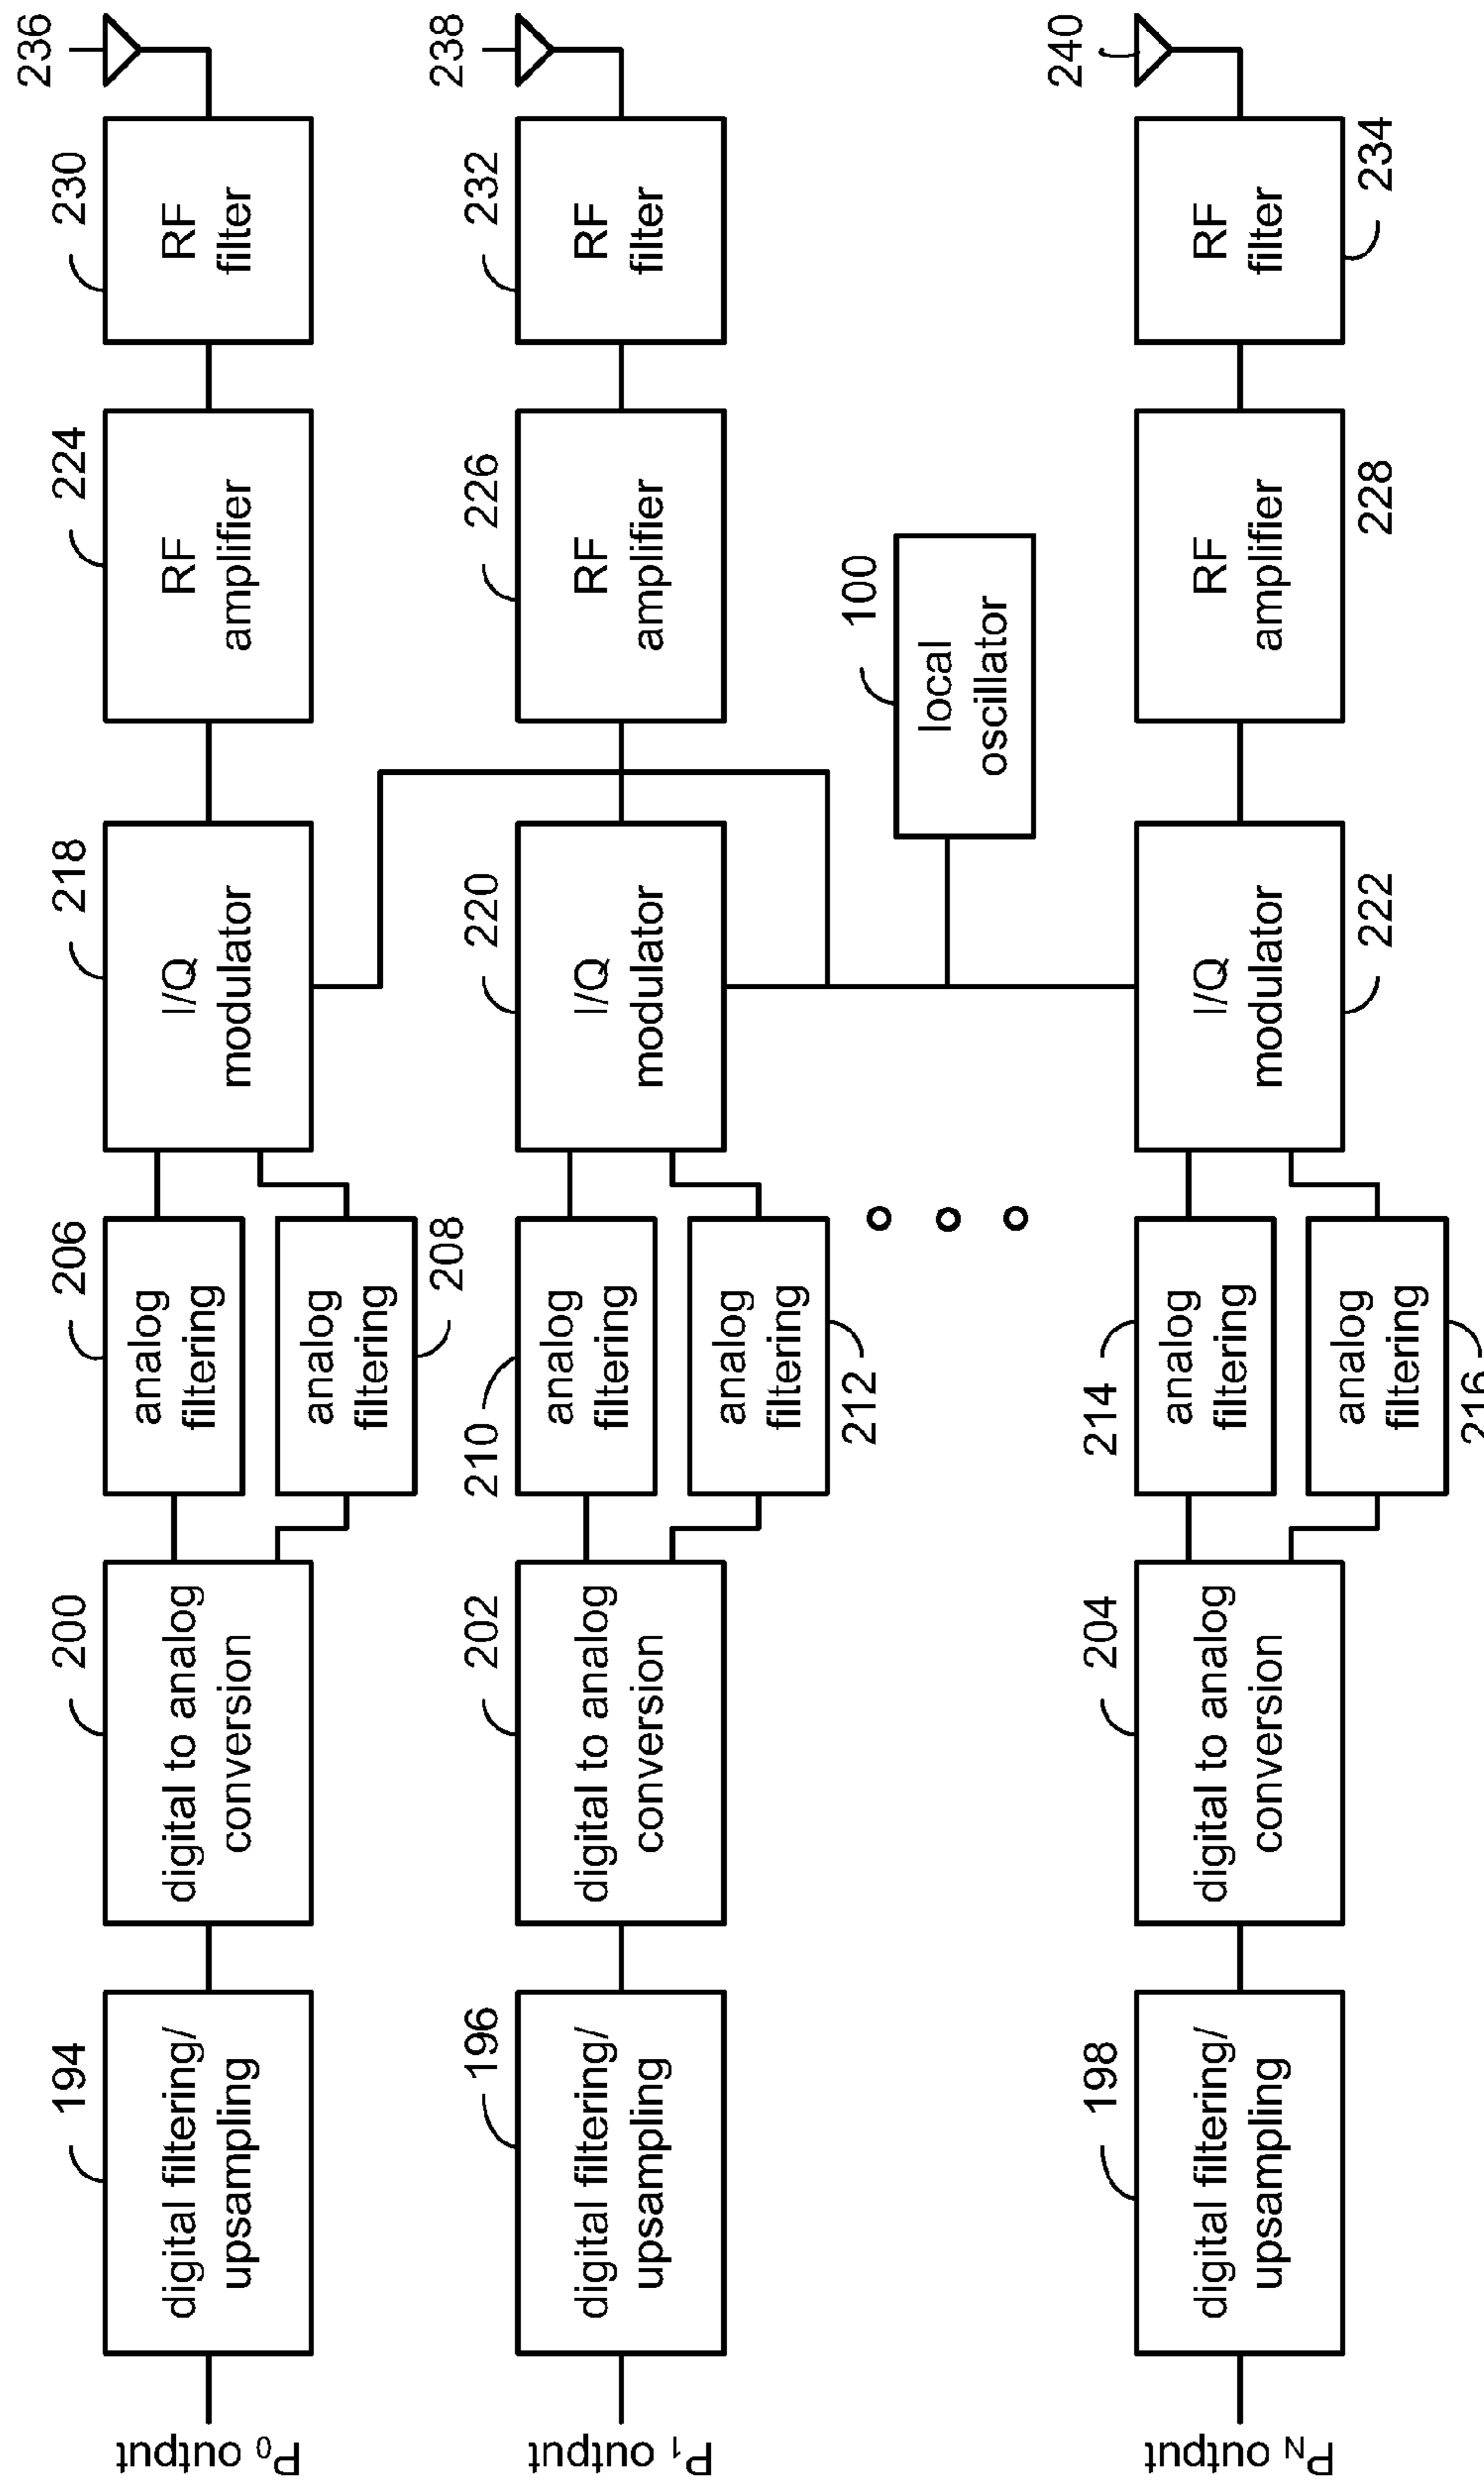 P0 output
194
digital filtering/
upsampling
200
digital to analog
conversion
206
analog
filtering
analog
filtering
208
218
I/Q
modulator
224
RF
amplifier
230
RF
filter
236
P1 output
196
digital filtering/
upsampling
202
digital to analog
conversion
210
analog
filtering
analog
filtering
212
220
I/Q
modulator
226
RF
amplifier
232
RF
filter
238
100
local
oscillator
PN output
198
digital filtering/
upsampling
204
digital to analog
conversion
214
analog
filtering
analog
filtering
216
I/Q
modulator
222
RF
amplifier
228
RF
filter
234
240